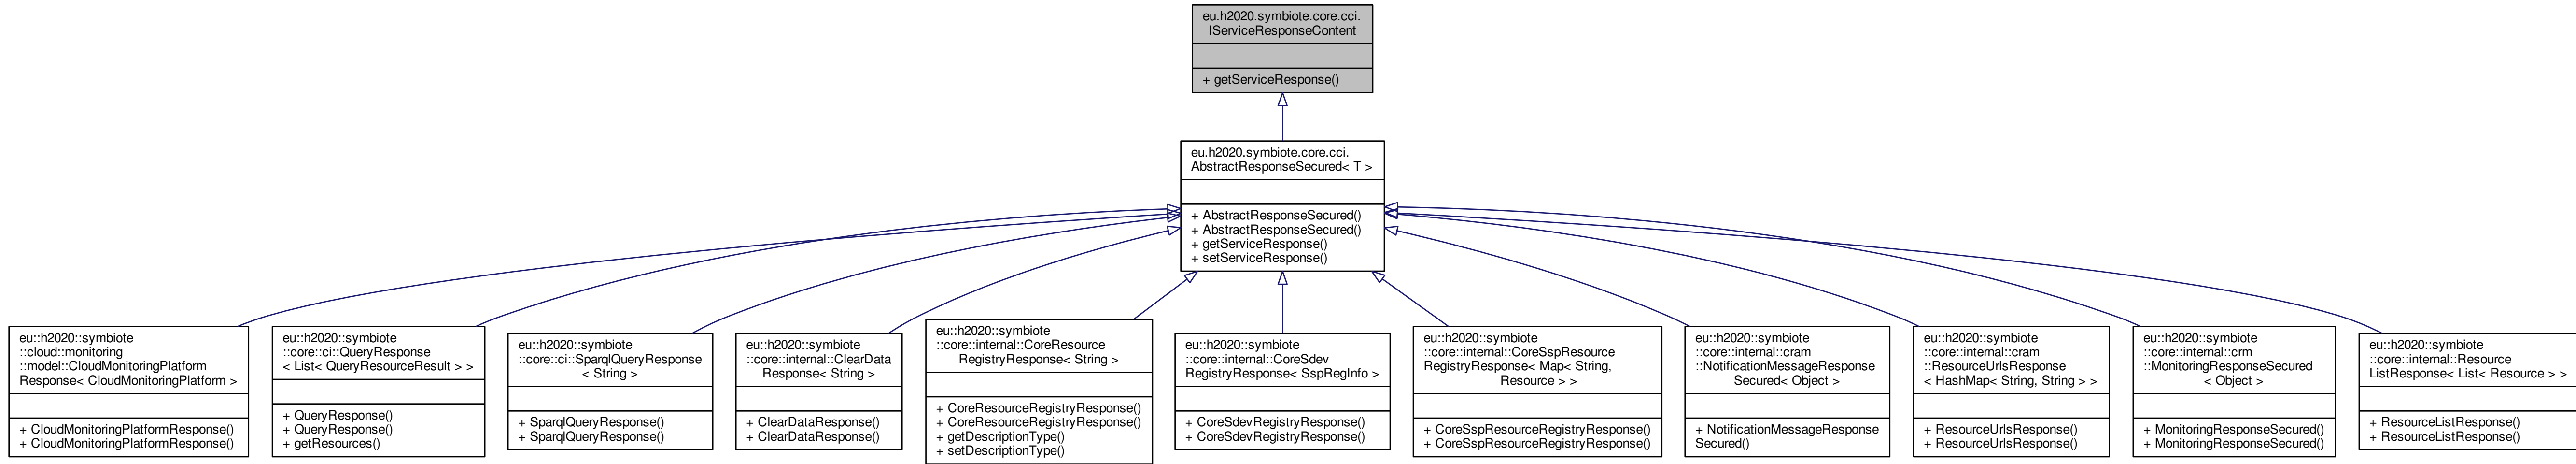 eu.h2020.symbiote.core.cci.
IServiceResponseContent
+ getServiceResponse()
eu.h2020.symbiote.core.cci.
AbstractResponseSecured< T >
+ AbstractResponseSecured()
+ AbstractResponseSecured()
+ getServiceResponse()
+ setServiceResponse()
eu::h2020::symbiote
::cloud::monitoring
::model::CloudMonitoringPlatform
Response< CloudMonitoringPlatform >
+ CloudMonitoringPlatformResponse()
+ CloudMonitoringPlatformResponse()
eu::h2020::symbiote
::core::ci::QueryResponse
< List< QueryResourceResult > >
+ QueryResponse()
+ QueryResponse()
+ getResources()
eu::h2020::symbiote
::core::ci::SparqlQueryResponse
< String >
+ SparqlQueryResponse()
+ SparqlQueryResponse()
eu::h2020::symbiote
::core::internal::ClearData
Response< String >
+ ClearDataResponse()
+ ClearDataResponse()
eu::h2020::symbiote
::core::internal::CoreResource
RegistryResponse< String >
+ CoreResourceRegistryResponse()
+ CoreResourceRegistryResponse()
+ getDescriptionType()
+ setDescriptionType()
eu::h2020::symbiote
::core::internal::CoreSdev
RegistryResponse< SspRegInfo >
+ CoreSdevRegistryResponse()
+ CoreSdevRegistryResponse()
eu::h2020::symbiote
::core::internal::CoreSspResource
RegistryResponse< Map< String,
Resource > >
+ CoreSspResourceRegistryResponse()
+ CoreSspResourceRegistryResponse()
eu::h2020::symbiote
::core::internal::cram
::NotificationMessageResponse
Secured< Object >
+ NotificationMessageResponse
Secured()
eu::h2020::symbiote
::core::internal::cram
::ResourceUrlsResponse
< HashMap< String, String > >
+ ResourceUrlsResponse()
+ ResourceUrlsResponse()
eu::h2020::symbiote
::core::internal::crm
::MonitoringResponseSecured
< Object >
+ MonitoringResponseSecured()
+ MonitoringResponseSecured()
eu::h2020::symbiote
::core::internal::Resource
ListResponse< List< Resource > >
+ ResourceListResponse()
+ ResourceListResponse()